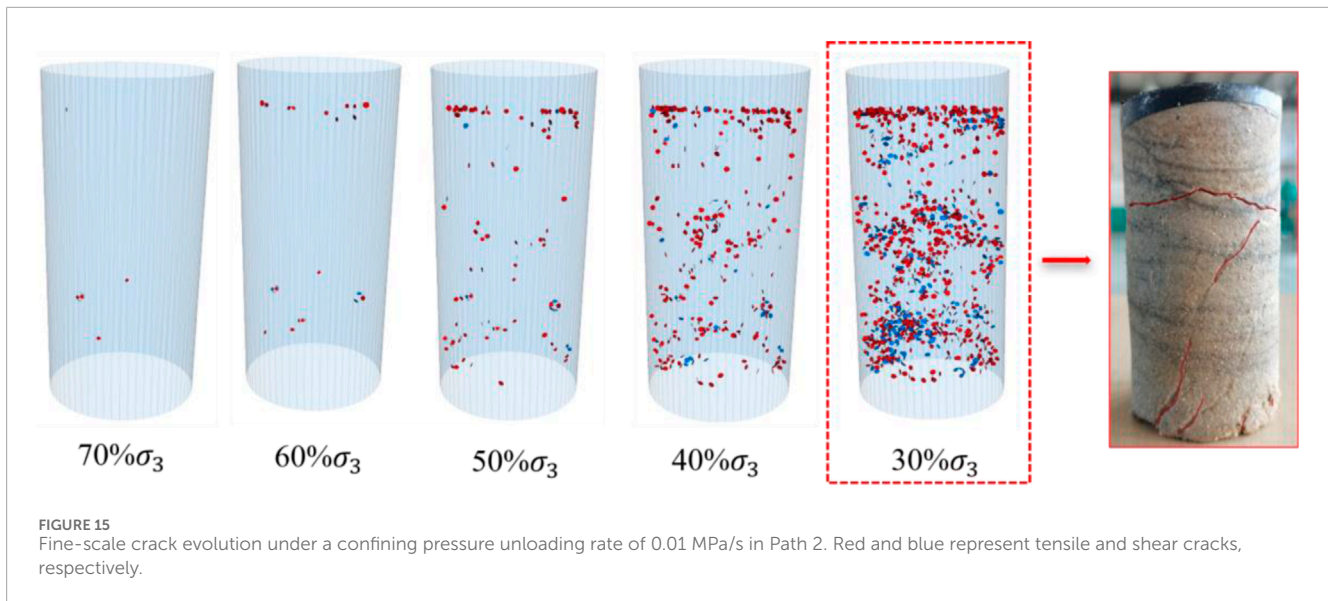 70%σ₃
60%σ₃
50%σ₃
40%σ₃
30%σ₃
FIGURE 15
Fine-scale crack evolution under a confining pressure unloading rate of 0.01 MPa/s in Path 2. Red and blue represent tensile and shear cracks,
respectively.